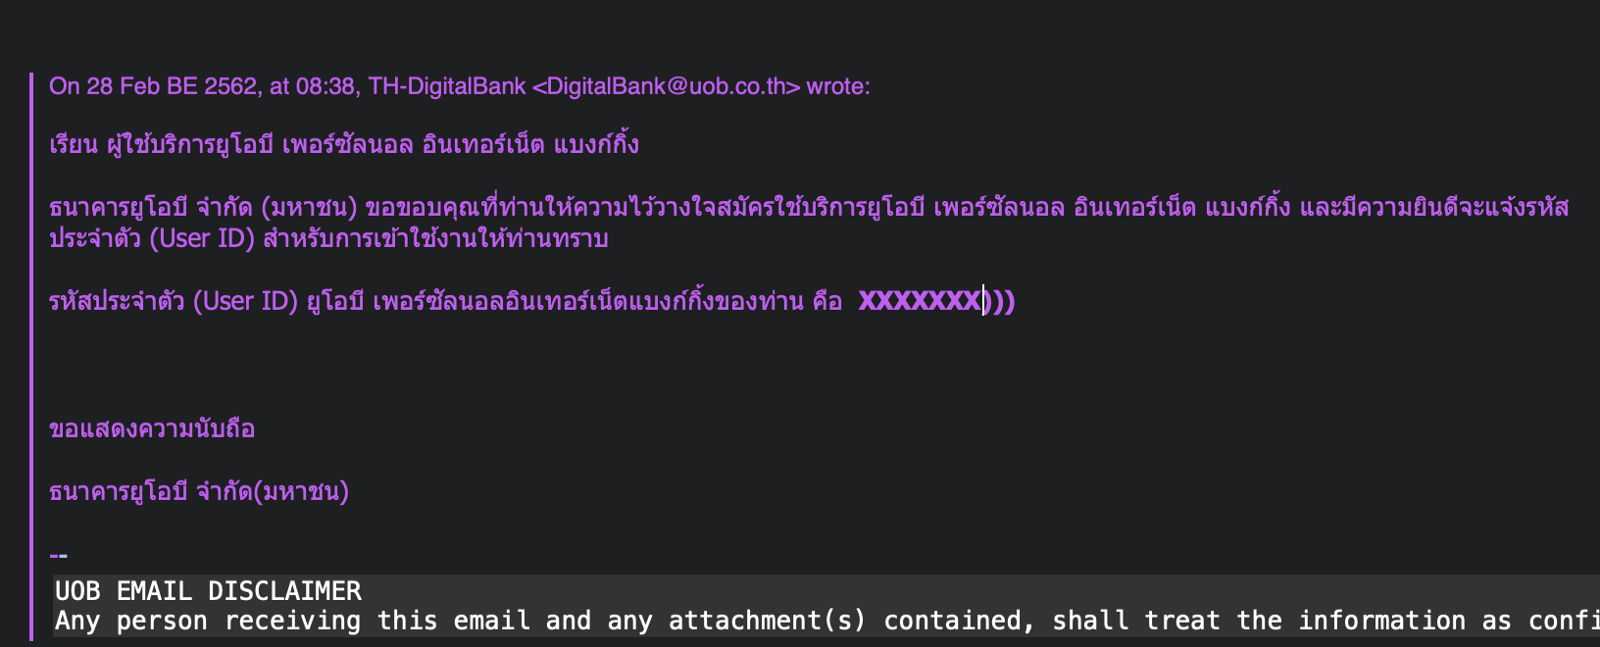 On 28 Feb BE 2562, at 08:38, TH-DigitalBank <DigitalBank@uob.co.th> wrote:
เรียน ผู้ใช้บริการยูโอบี เพอร์ซัลนอล อินเทอร์เน็ต แบงก์กิ้ง
ธนาคารยูโอบี จำกัด (มหาชน) ขอขอบคุณที่ท่านให้ความไว้วางใจสมัครใช้บริการยูโอบี เพอร์ซัลนอล อินเทอร์เน็ต แบงก์กิ้ง และมีความยินดีจะแจ้งรหัส
ประจำตัว (User ID) สำหรับการเข้าใช้งานให้ท่านทราบ
รหัสประจำตัว (User ID) ยูโอบี เพอร์ซัลนอลอินเทอร์เน็ตแบงก์กิ้งของท่าน คือ XXXXXXX)))
ขอแสดงความนับถือ
ธนาคารยูโอบี จำกัด(มหาชน)
--
UOB EMAIL DISCLAIMER
Any person receiving this email and any attachment(s) contained, shall treat the information as confi